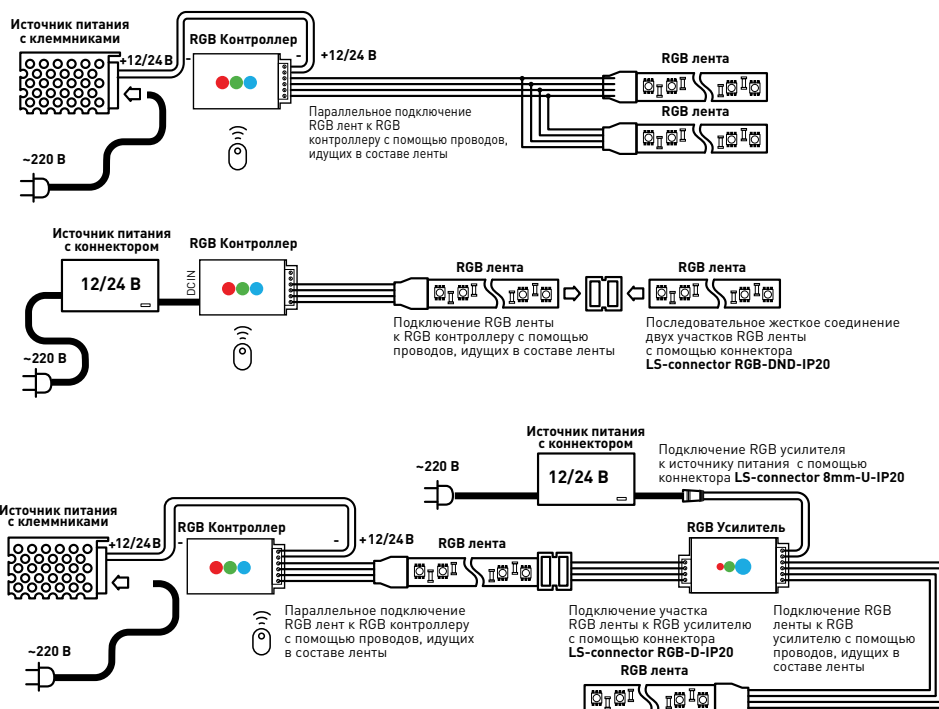 Источник питания
с клеммниками
RGB Контроллер
-
+12/24 В
-
+12/24 В
RGB лента
RGB лента
Параллельное подключение
RGB лент к RGB
контроллеру с помощью проводов,
идущих в составе ленты
~220 В
Источник питания
с коннектором
12/24 В
DC IN
RGB Контроллер
RGB лента
RGB лента
Подключение RGB ленты
к RGB контроллеру с помощью
проводов, идущих в составе ленты
Последовательное жесткое соединение
двух участков RGB ленты
с помощью коннектора
LS-connector RGB-DND-IP20
~220 В
Источник питания
с коннектором
12/24 В
~220 В
Подключение RGB усилителя
к источнику питания с помощью
коннектора LS-connector 8mm-U-IP20
Источник питания
с клеммниками
+12/24В
-
RGB Контроллер
-
+12/24В
RGB лента
RGB Усилитель
Параллельное подключение
RGB лент к RGB контроллеру
с помощью проводов, идущих
в составе ленты
~220 В
Подключение участка
RGB ленты к RGB усилителю
с помощью коннектора
LS-connector RGB-D-IP20
Подключение RGB
ленты к RGB
усилителю с помощью
проводов, идущих в
составе ленты
RGB лента